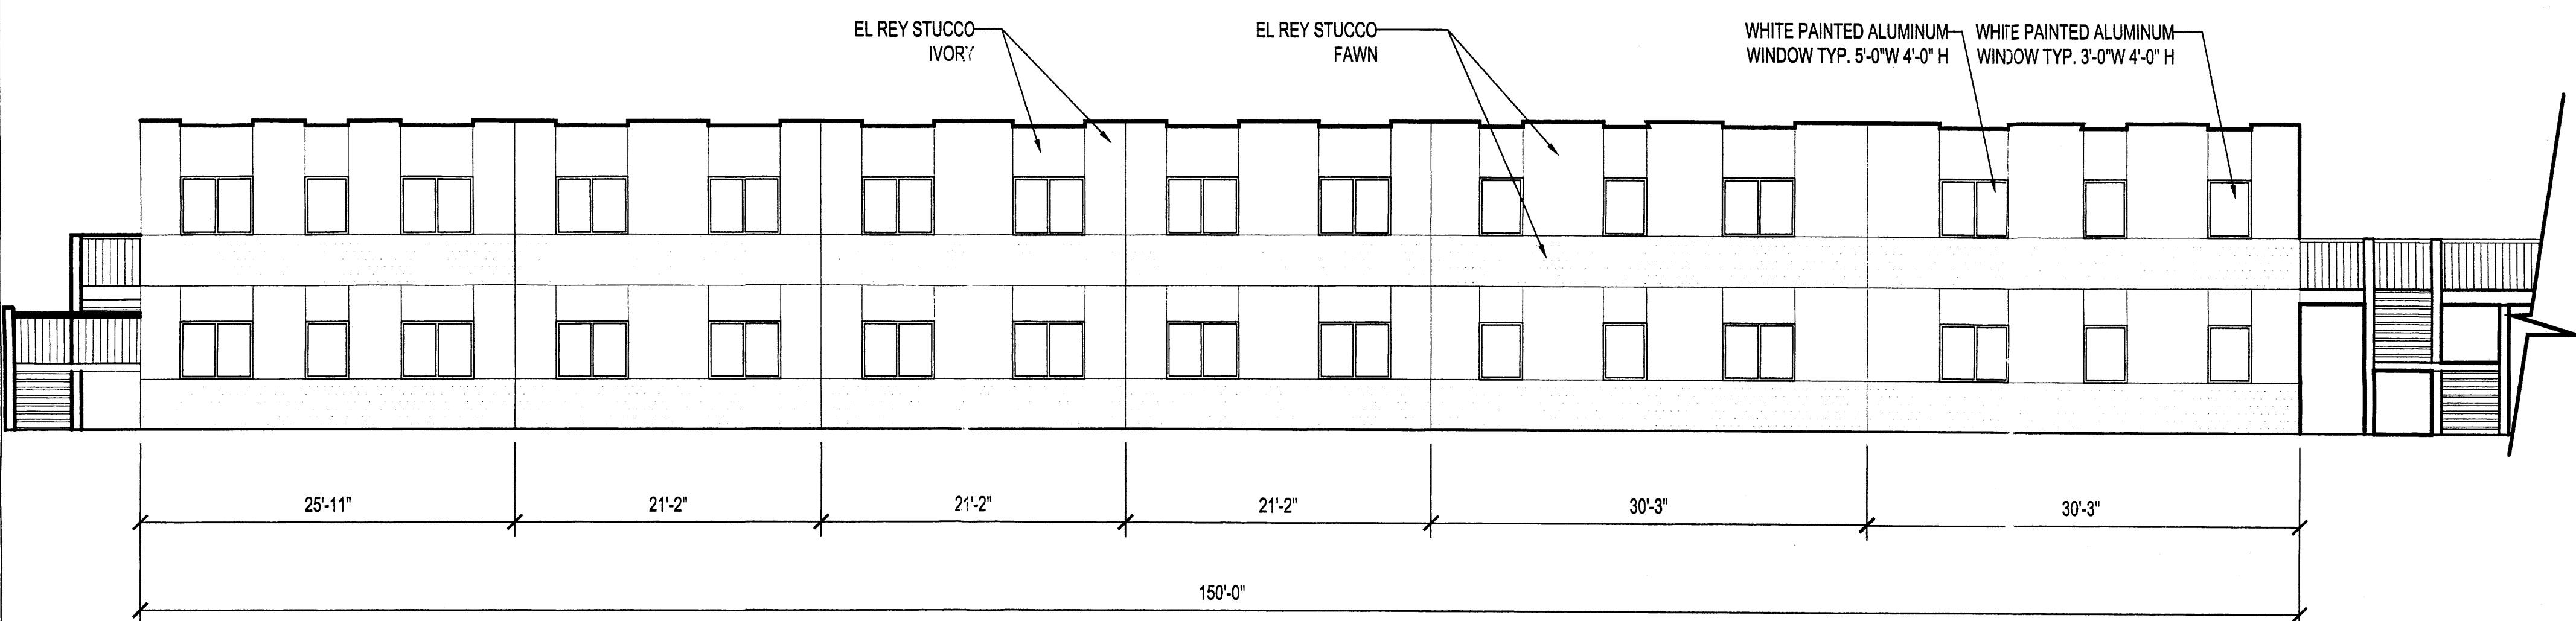 EL REY STUCCO
IVORY
EL REY STUCCO
FAWN
WHITE PAINTED ALUMINUM
WINDOW TYP. 5'-0"W 4'-0" H
WHITE PAINTED ALUMINUM
WINDOW TYP. 3'-0"W 4'-0" H
25'-11"
21'-2"
21'-2"
21'-2"
30'-3"
30'-3"
150'-0"